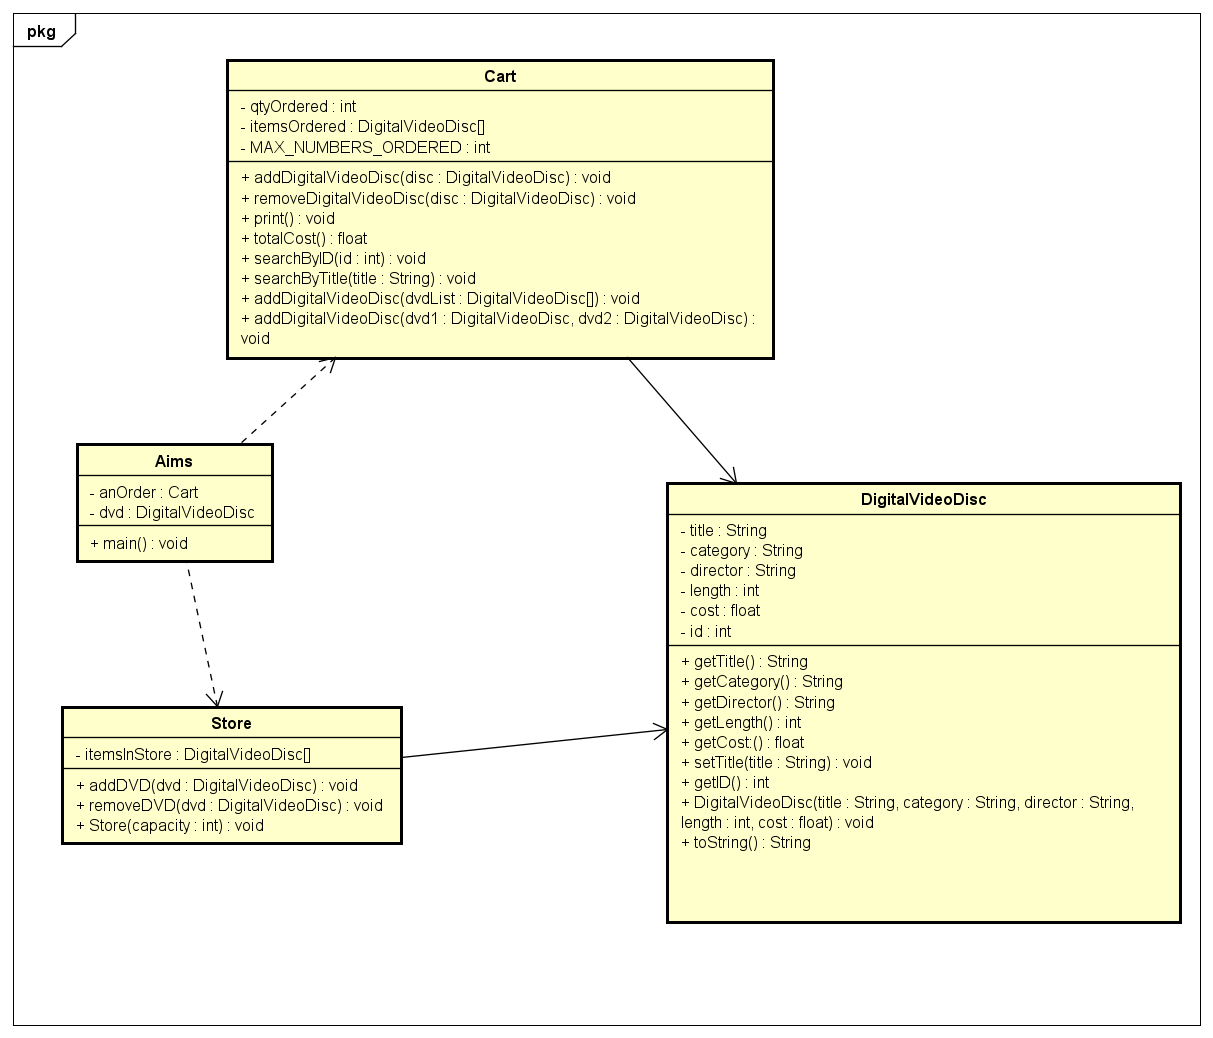 pkg
Cart
- qtyOrdered : int
- itemsOrdered : DigitalVideoDisc[]
- MAX_NUMBERS_ORDERED : int
+ addDigitalVideoDisc(disc : DigitalVideoDisc) : void
+ removeDigitalVideoDisc(disc : DigitalVideoDisc) : void
+ print() : void
+ totalCost() : float
+ searchByID(id : int) : void
+ searchByTitle(title : String) : void
+ addDigitalVideoDisc(dvdList : DigitalVideoDisc[]) : void
+ addDigitalVideoDisc(dvd1 : DigitalVideoDisc, dvd2 : DigitalVideoDisc) :
void
Aims
- anOrder : Cart
- dvd : DigitalVideoDisc
+ main() : void
DigitalVideoDisc
- title : String
- category : String
- director : String
- length : int
- cost : float
- id : int
+ getTitle() : String
+ getCategory() : String
+ getDirector() : String
+ getLength() : int
+ getCost:() : float
+ setTitle(title : String) : void
+ getID() : int
+ DigitalVideoDisc(title : String, category : String, director : String,
length : int, cost : float) : void
+ toString() : String
Store
- itemsInStore : DigitalVideoDisc[]
+ addDVD(dvd : DigitalVideoDisc) : void
+ removeDVD(dvd : DigitalVideoDisc) : void
+ Store(capacity : int) : void